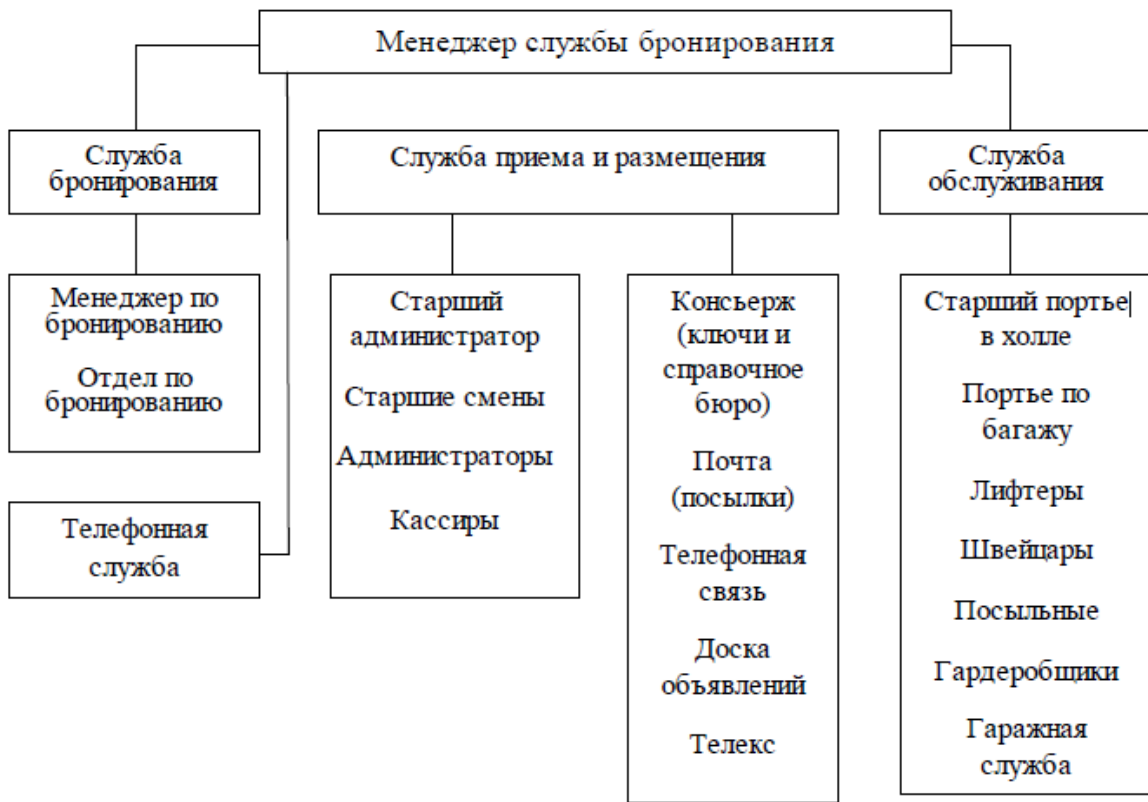 Менеджер службы бронирования
Служба
бронирования
Служба приема и размещения
Служба
обслуживания
Менеджер по
бронированию
Отдел по
бронированию
Телефонная
служба
Старший
администратор
Старшие смены
Администраторы
Кассиры
Консьерж
(ключи и
справочное
бюро)
Почта
(посылки)
Телефонная
связь
Доска
объявлений
Телекс
Старший портье
в холле
Портье по
багажу
Лифтеры
Швейцары
Посыльные
Гардеробщики
Гаражная
служба